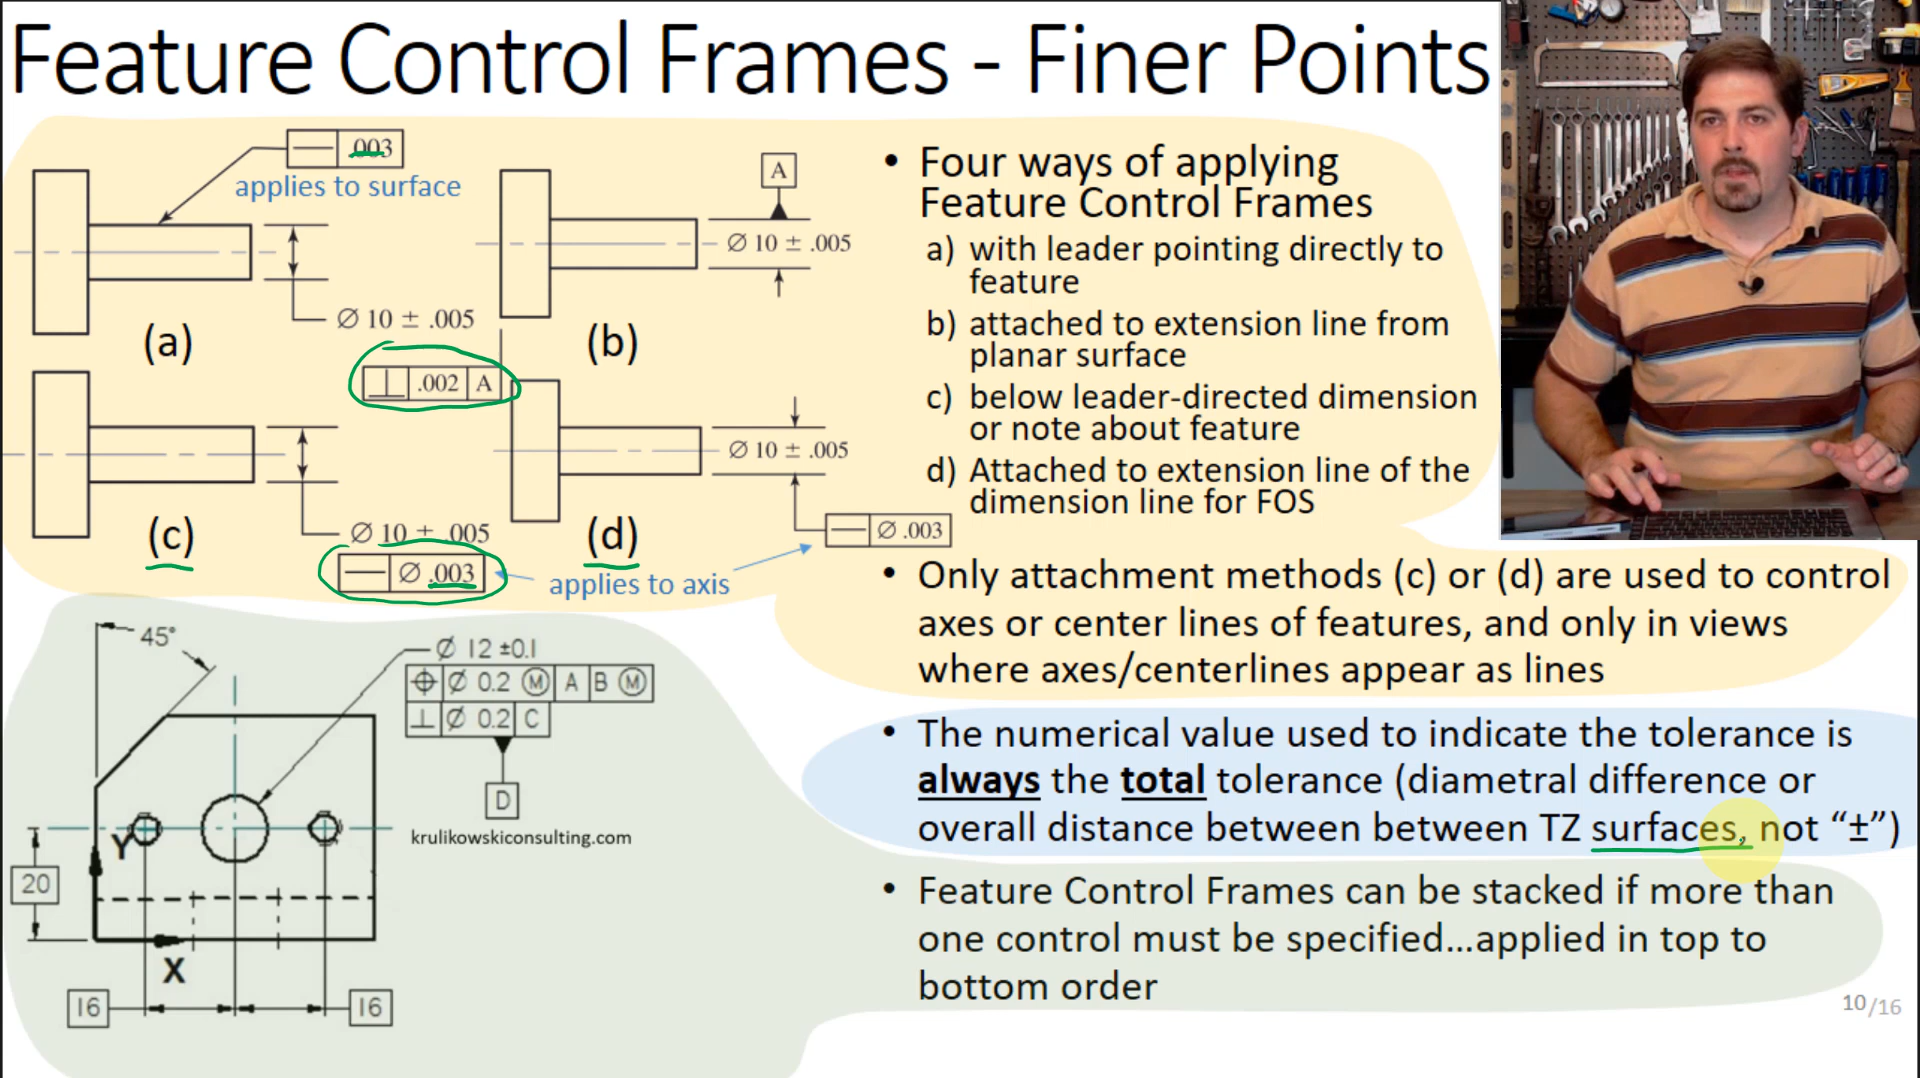 Feature Control Frames - Finer Points
— .003
applies to surface
Ø 10 ± .005
(a)
A
Ø 10 ± .005
(b)
⊥ .002 A
Ø 10 ± .005
— Ø .003
(c)
applies to axis
Ø 10 ± .005
— Ø .003
(d)
• Four ways of applying
Feature Control Frames
a) with leader pointing directly to
feature
b) attached to extension line from
planar surface
c) below leader-directed dimension
or note about feature
d) Attached to extension line of the
dimension line for FOS
• Only attachment methods (c) or (d) are used to control
axes or center lines of features, and only in views
where axes/centerlines appear as lines
• The numerical value used to indicate the tolerance is
always the total tolerance (diametral difference or
overall distance between between TZ surfaces, not “±”)
• Feature Control Frames can be stacked if more than
one control must be specified...applied in top to
bottom order
45°
Ø 12 ±0.1
⌖ Ø 0.2 Ⓜ A B Ⓜ
⊥ Ø 0.2 C
D
krulikowskiconsulting.com
Y
20
X
16
16
10/16